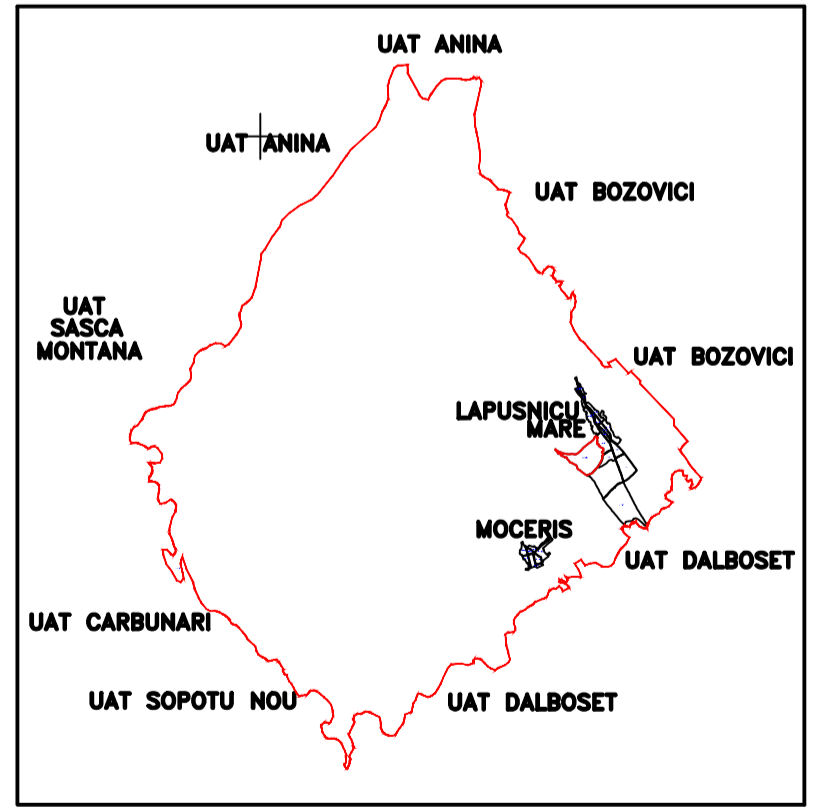 UAT ANINA
UAT ANINA
UAT BOZOVICI
UAT
SASCA
MONTANA
UAT BOZOVICI
LAPUSNICU
MARE
MOCERIS
UAT DALBOSET
UAT CARBUNARI
UAT SOPOTU NOU
UAT DALBOSET